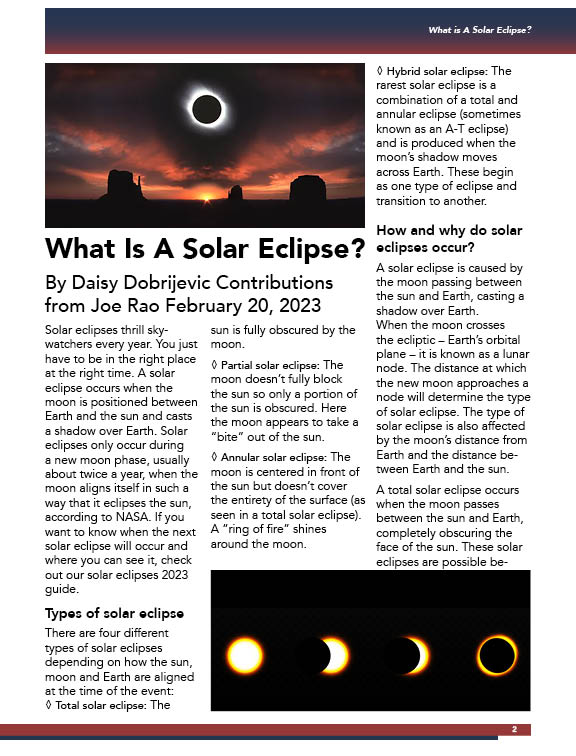 What is A Solar Eclipse?
What Is A Solar Eclipse?
By Daisy Dobrijevic Contributions
from Joe Rao February 20, 2023
Solar eclipses thrill sky-
watchers every year. You just
have to be in the right place
at the right time. A solar
eclipse occurs when the
moon is positioned between
Earth and the sun and casts
a shadow over Earth. Solar
eclipses only occur during
a new moon phase, usually
about twice a year, when the
moon aligns itself in such a
way that it eclipses the sun,
according to NASA. If you
want to know when the next
solar eclipse will occur and
where you can see it, check
out our solar eclipses 2023
guide.
Types of solar eclipse
There are four different
types of solar eclipses
depending on how the sun,
moon and Earth are aligned
at the time of the event:
◊ Total solar eclipse: The
sun is fully obscured by the
moon.
◊ Partial solar eclipse: The
moon doesn’t fully block
the sun so only a portion of
the sun is obscured. Here
the moon appears to take a
“bite” out of the sun.
◊ Annular solar eclipse: The
moon is centered in front of
the sun but doesn’t cover
the entirety of the surface (as
seen in a total solar eclipse).
A “ring of fire” shines
around the moon.
◊ Hybrid solar eclipse: The
rarest solar eclipse is a
combination of a total and
annular eclipse (sometimes
known as an A-T eclipse)
and is produced when the
moon’s shadow moves
across Earth. These begin
as one type of eclipse and
transition to another.
How and why do solar
eclipses occur?
A solar eclipse is caused by
the moon passing between
the sun and Earth, casting a
shadow over Earth.
When the moon crosses
the ecliptic – Earth’s orbital
plane – it is known as a lunar
node. The distance at which
the new moon approaches a
node will determine the type
of solar eclipse. The type of
solar eclipse is also affected
by the moon’s distance from
Earth and the distance be-
tween Earth and the sun.
A total solar eclipse occurs
when the moon passes
between the sun and Earth,
completely obscuring the
face of the sun. These solar
eclipses are possible be-
2